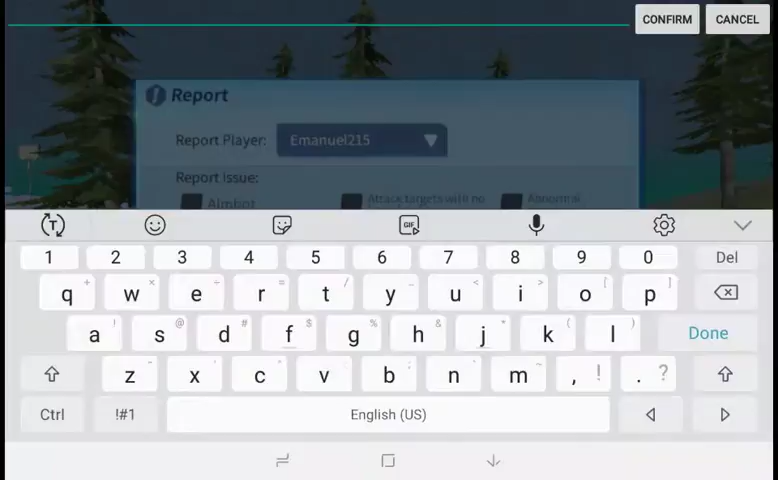 CONFIRM CANCEL
Report
Report Player: Emanuel215
Report Issue:
Aimbot Attack targets with no Abnormal
T GIF
1 2 3 4 5 6 7 8 9 0 Del
q w e r t y u i o p
a s d f g h j k l Done
z x c v b n m , ! . ?
Ctrl !#1 English (US)